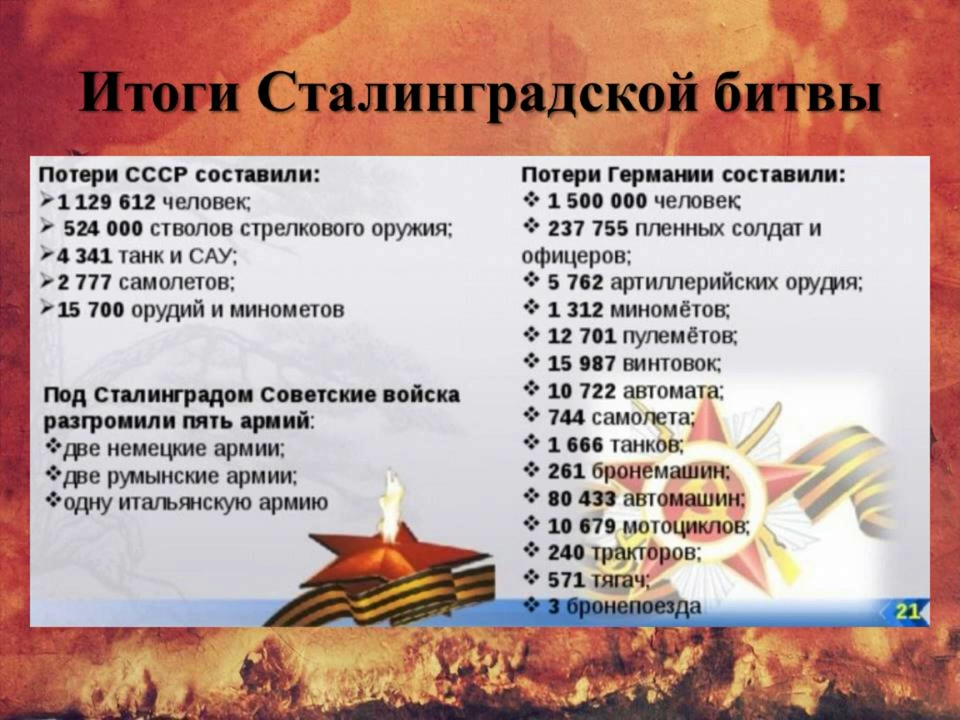 Итоги Сталинградской битвы
Потери СССР составили:
1 129 612 человек;
524 000 стволов стрелкового оружия;
4 341 танк и САУ;
2 777 самолетов;
15 700 орудий и минометов
Под Сталинградом Советские войска
разгромили пять армий:
две немецкие армии;
две румынские армии;
одну итальянскую армию
Потери Германии составили:
1 500 000 человек;
237 755 пленных солдат и
офицеров;
5 762 артиллерийских орудия;
1 312 миномётов;
12 701 пулемётов;
15 987 винтовок;
10 722 автомата;
744 самолета;
1 666 танков;
261 бронемашин;
80 433 автомашин;
10 679 мотоциклов;
240 тракторов;
571 тягач;
3 бронепоезда
21